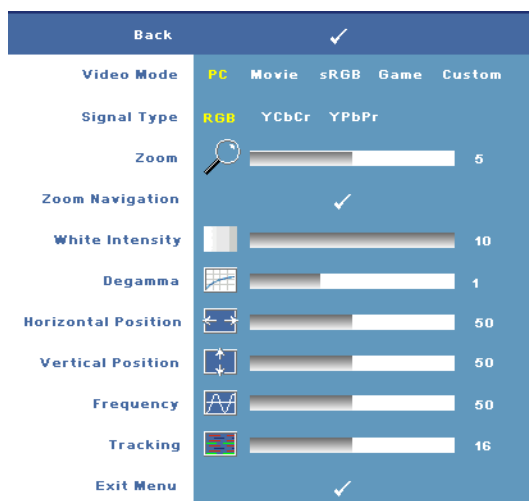 Back
Video Mode PC Movie sRGB Game Custom
Signal Type RGB YCbCr YPbPr
Zoom 5
Zoom Navigation
White Intensity 10
Degamma 1
Horizontal Position 50
Vertical Position 50
Frequency 50
Tracking 16
Exit Menu